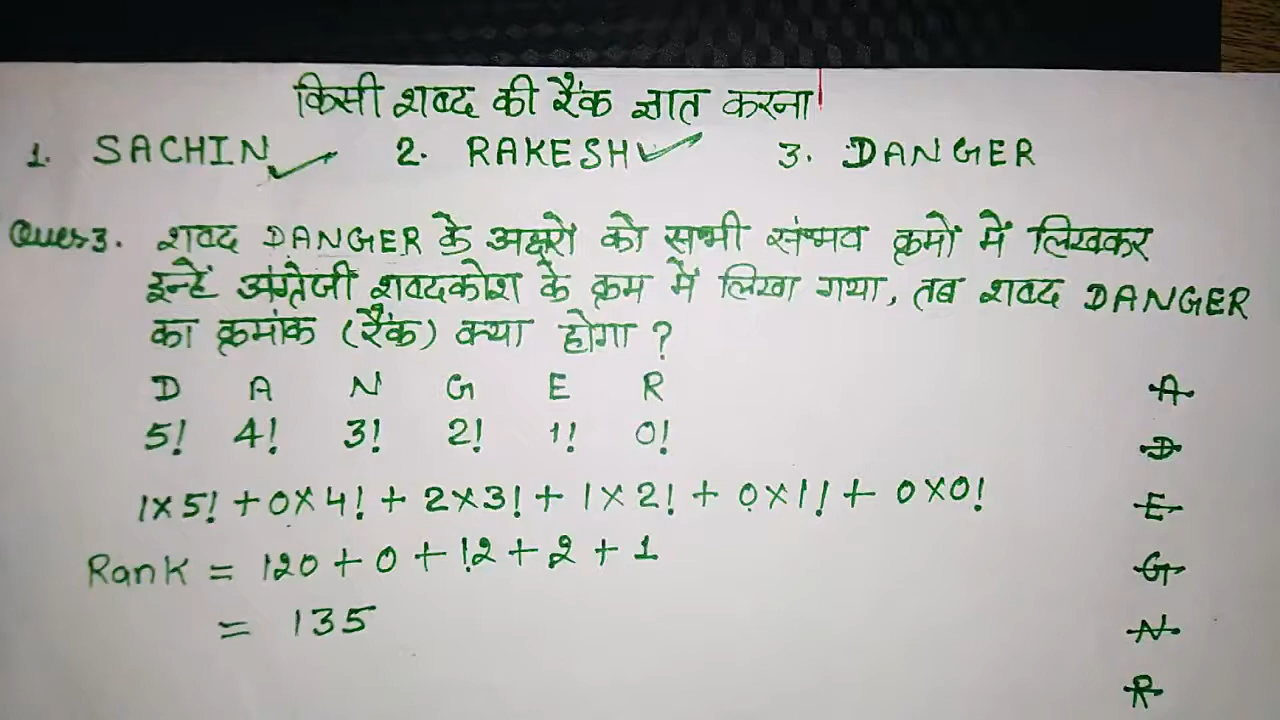 किसी शब्द की रैंक ज्ञात करना
1. SACHIN ✓ 2. RAKESH ✓ 3. DANGER
Ques 3. शब्द DANGER के अक्षरों को सभी संम्भव क्रमों में लिखकर
इन्हें अंग्रेजी शब्दकोश के क्रम में लिखा गया, तब शब्द DANGER
का क्रमांक (रैंक) क्या होगा ?
D A N G E R
5! 4! 3! 2! 1! 0!
1×5! + 0×4! + 2×3! + 1×2! + 0×1! + 0×0!
Rank = 120 + 0 + 12 + 2 + 1
= 135
A
D
E
G
N
R